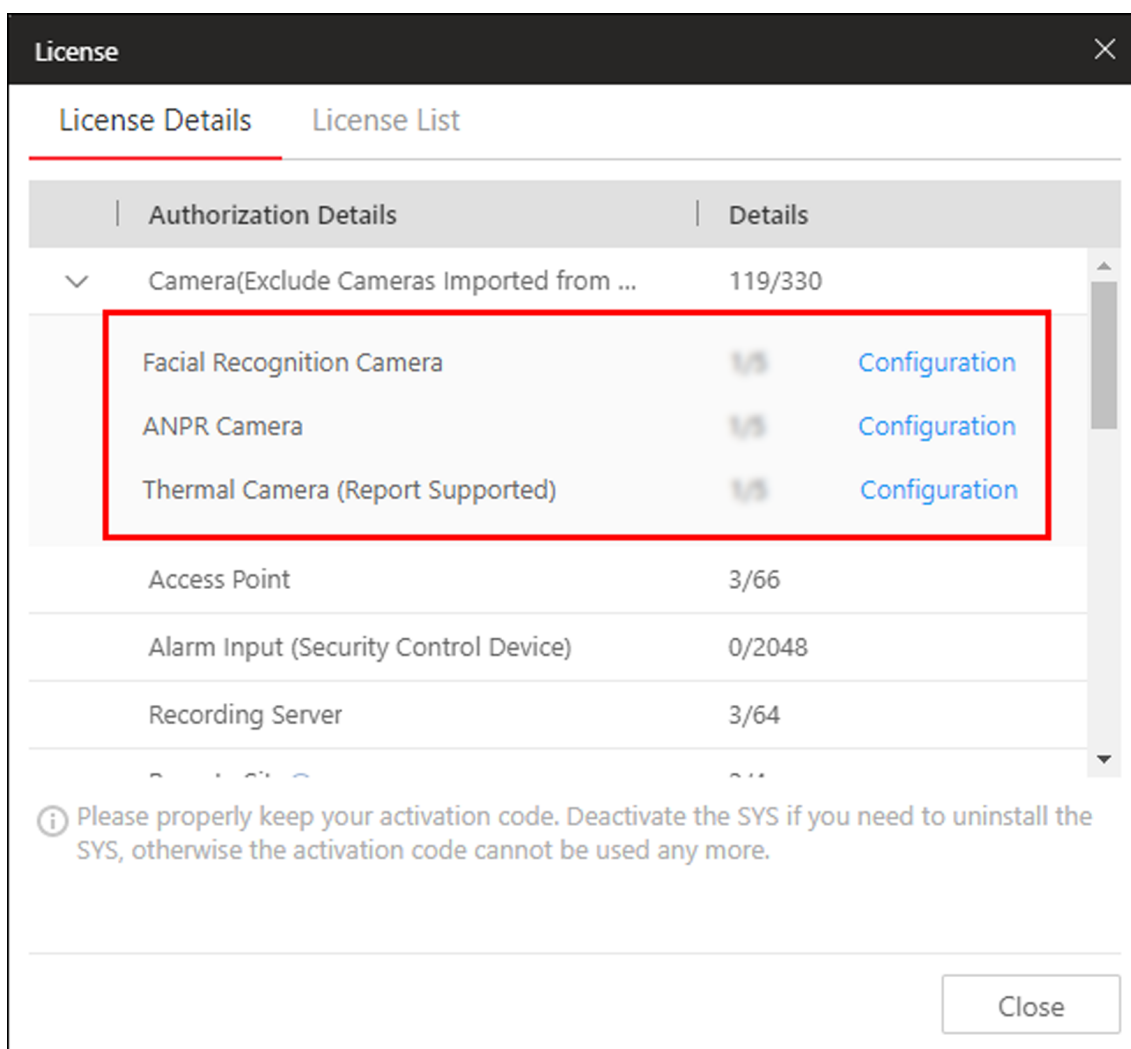 License
License Details License List
Authorization Details Details
Camera(Exclude Cameras Imported from ... 119/330
Facial Recognition Camera Configuration
ANPR Camera Configuration
Thermal Camera (Report Supported) Configuration
Access Point 3/66
Alarm Input (Security Control Device) 0/2048
Recording Server 3/64
Please properly keep your activation code. Deactivate the SYS if you need to uninstall the
SYS, otherwise the activation code cannot be used any more.
Close